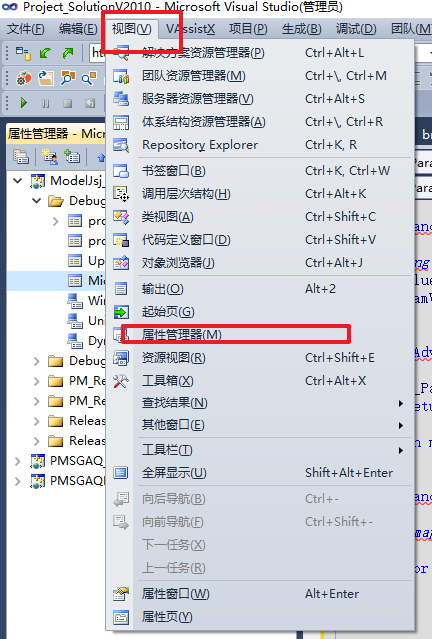 Project_SolutionV2010 - Microsoft Visual Studio(管理员)
文件(F) 编辑(E) 视图(V) VAssistX 项目(P) 生成(B) 调试(D) 团队(M)
属性管理器 - Mic
解决方案资源管理器(P) Ctrl+Alt+L
团队资源管理器(M) Ctrl+\, Ctrl+M
服务器资源管理器(V) Ctrl+Alt+S
体系结构资源管理器(A) Ctrl+\, Ctrl+R
Repository Explorer Ctrl+K, R
书签窗口(B) Ctrl+K, Ctrl+W
调用层次结构(H) Ctrl+Alt+K
类视图(A) Ctrl+Shift+C
代码定义窗口(D) Ctrl+Shift+V
对象浏览器(J) Ctrl+Alt+J
输出(O) Alt+2
起始页(G)
属性管理器(M)
资源视图(R) Ctrl+Shift+E
工具箱(X) Ctrl+Alt+X
查找结果(N)
其他窗口(E)
工具栏(T)
全屏显示(U) Shift+Alt+Enter
向后导航(B) Ctrl+-
向前导航(F) Ctrl+Shift+-
下一任务(X)
上一任务(R)
属性窗口(W) Alt+Enter
属性页(Y)
ModelJsj_
Debug
pro
pro
Up
Mic
Win
Uni
Dyn
Debug
PM_Re
PM_Re
Release
Release
PMSGAQ_
PMSGAQI